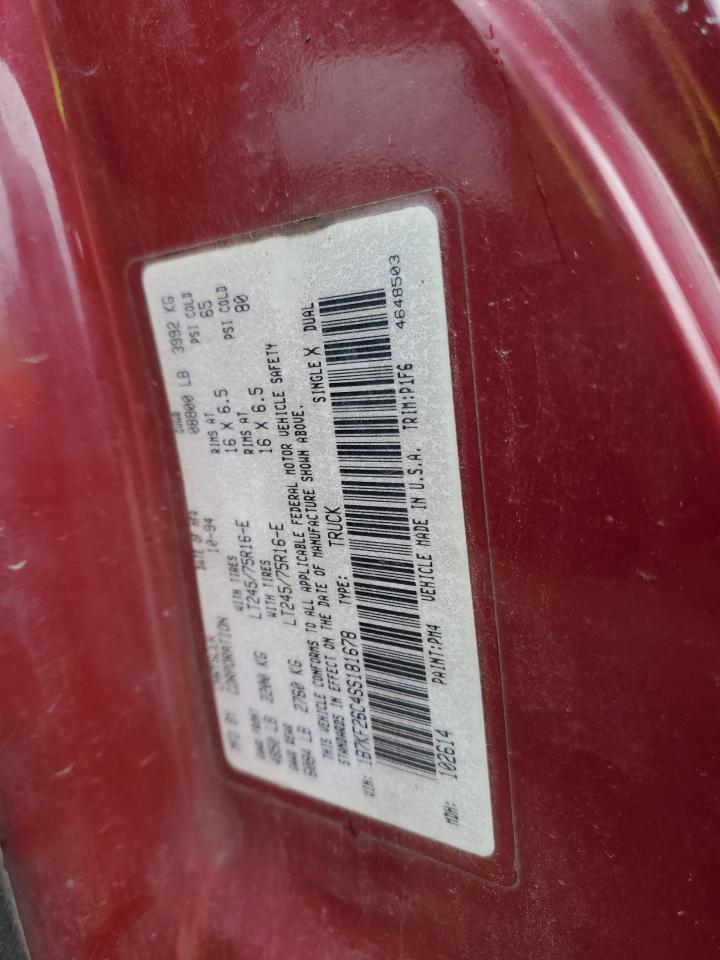 MFD BY CHRYSLER CORPORATION DATE OF MFR 10-94 GVWR 08800 LB 3992 KG
GAWR FRONT WITH TIRES RIMS AT PSI COLD
4850 LB 2200 KG LT245/75R16-E 16 X 6.5 65
GAWR REAR WITH TIRES RIMS AT PSI COLD
6084 LB 2760 KG LT245/75R16-E 16 X 6.5 80
THIS VEHICLE CONFORMS TO ALL APPLICABLE FEDERAL MOTOR VEHICLE SAFETY
STANDARDS IN EFFECT ON THE DATE OF MANUFACTURE SHOWN ABOVE.
VIN: 1B7KF26C4SS181678 TYPE: TRUCK SINGLE X DUAL
MDH: 102614 PAINT:PM4 VEHICLE MADE IN U.S.A. TRIM:P1F6 4648503